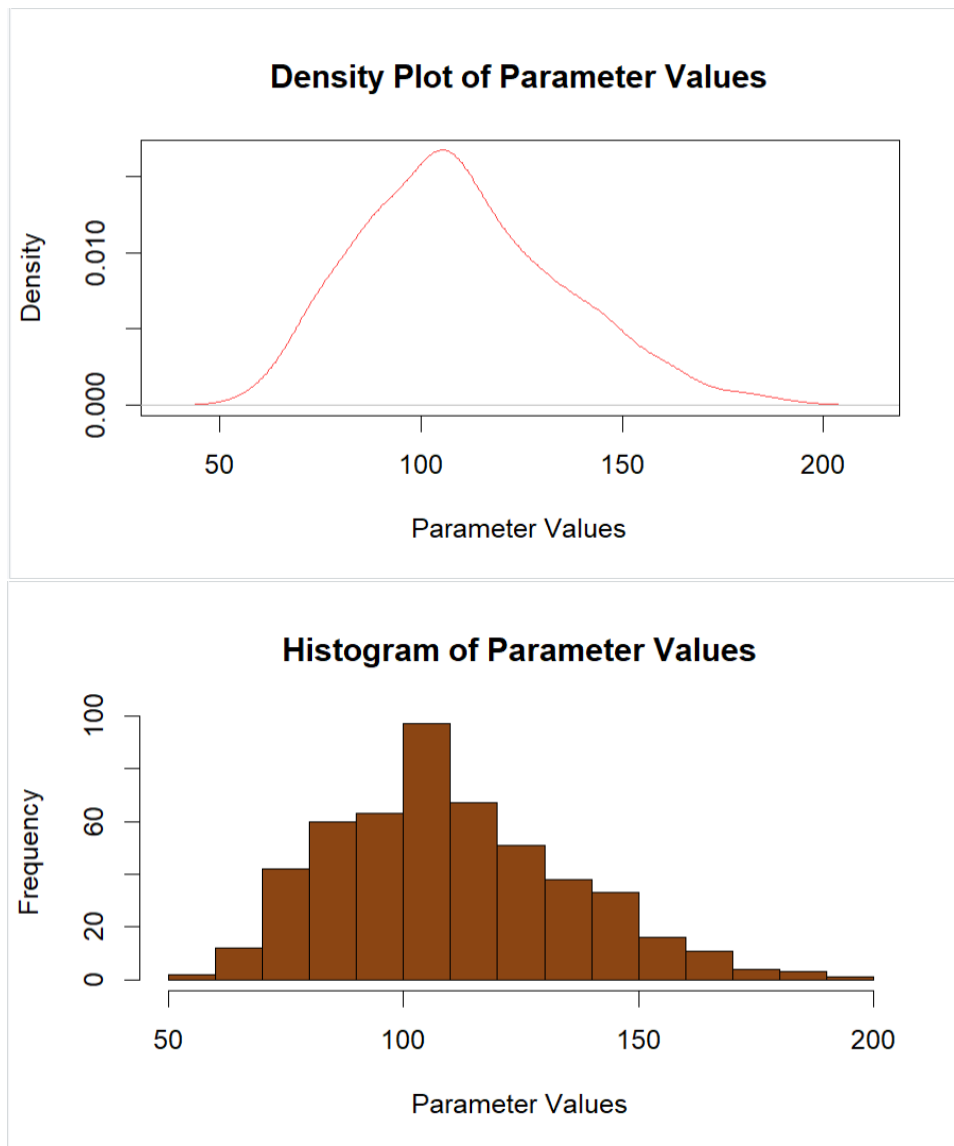 Density Plot of Parameter Values
Density
0.000
0.010
50 100 150 200
Parameter Values
Histogram of Parameter Values
Frequency
0 20 60 100
50 100 150 200
Parameter Values